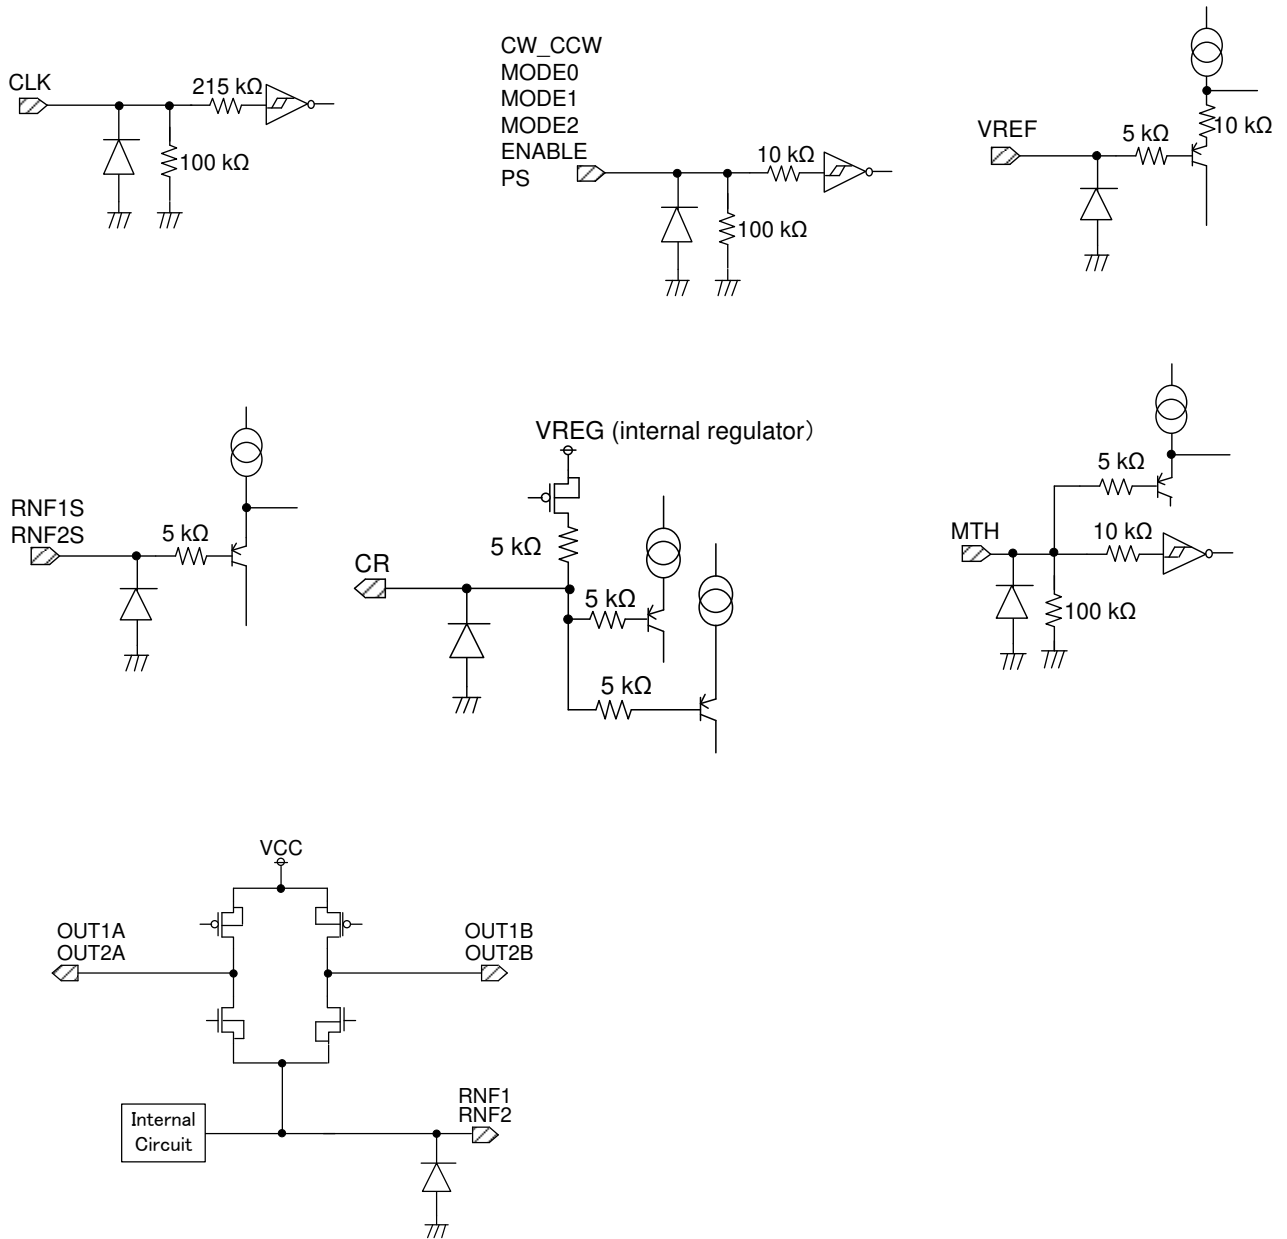 CLK
215 kΩ
100 kΩ
CW_CCW
MODE0
MODE1
MODE2
ENABLE
PS
10 kΩ
100 kΩ
VREF
5 kΩ
10 kΩ
RNF1S
RNF2S
5 kΩ
VREG (internal regulator）
5 kΩ
CR
5 kΩ
5 kΩ
MTH
5 kΩ
10 kΩ
100 kΩ
VCC
OUT1A
OUT2A
OUT1B
OUT2B
Internal
Circuit
RNF1
RNF2